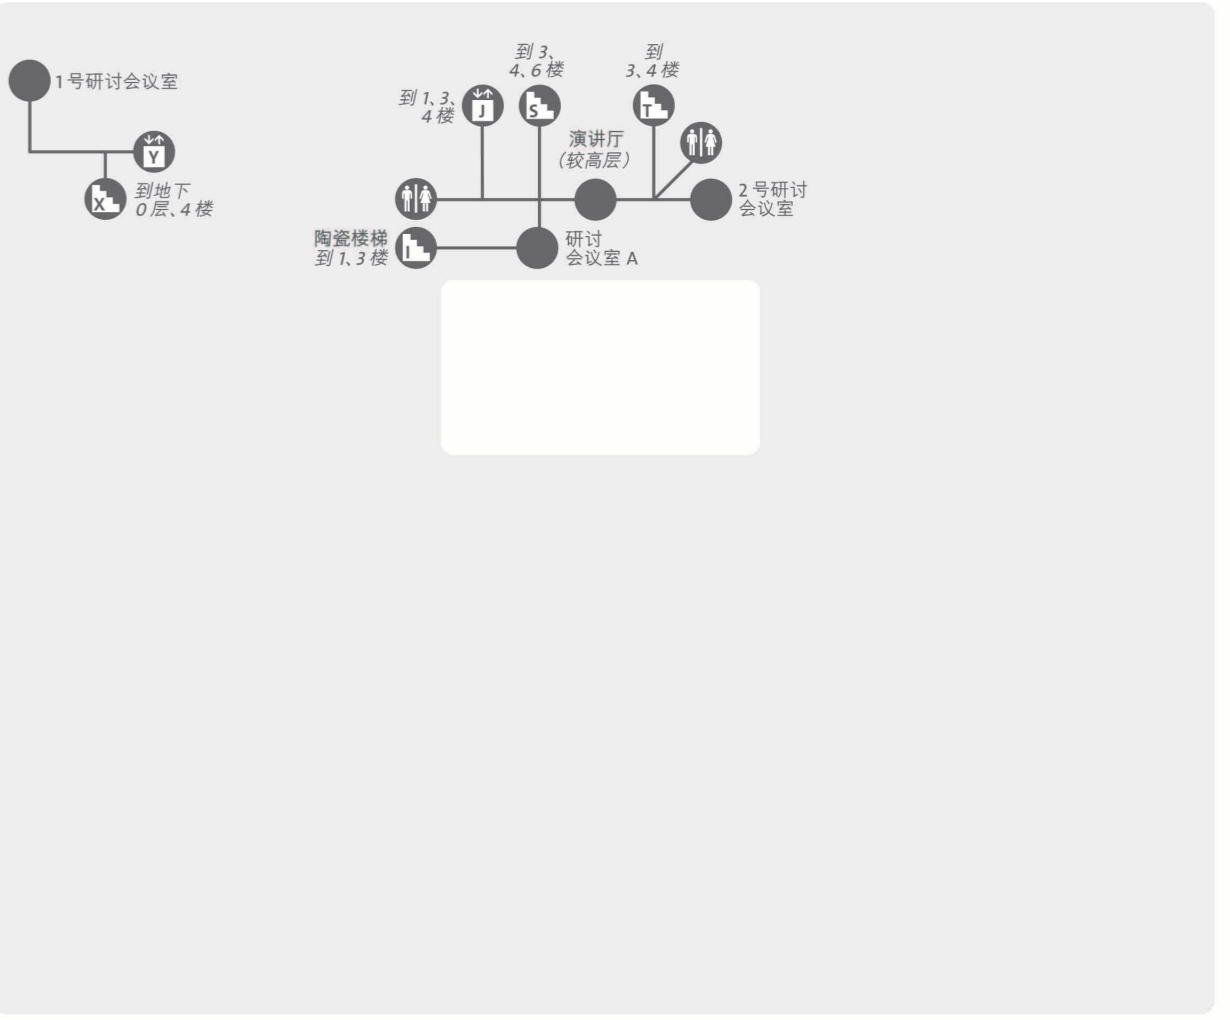 1号研讨会议室
Y
X
到地下
0层、4楼
到 1、3、
4楼
J
到 3、
4、6 楼
S
到
3、4 楼
T
演讲厅
（较高层）
2 号研讨
会议室
陶瓷楼梯
到 1、3 楼
I
研讨
会议室 A